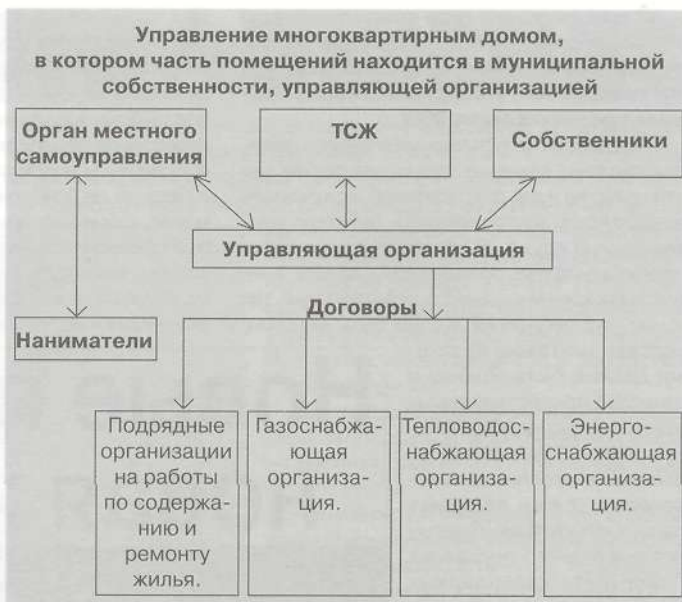 Управление многоквартирным домом,
в котором часть помещений находится в муниципальной
собственности, управляющей организацией
Орган местного
самоуправления
ТСЖ
Собственники
Управляющая организация
Договоры
Наниматели
Подрядные
организации
на работы
по содержа-
нию и
ремонту
жилья.
Газоснабжа-
ющая
организа-
ция.
Тепловодос-
набжающая
организа-
ция.
Энерго-
снабжающая
организа-
ция.